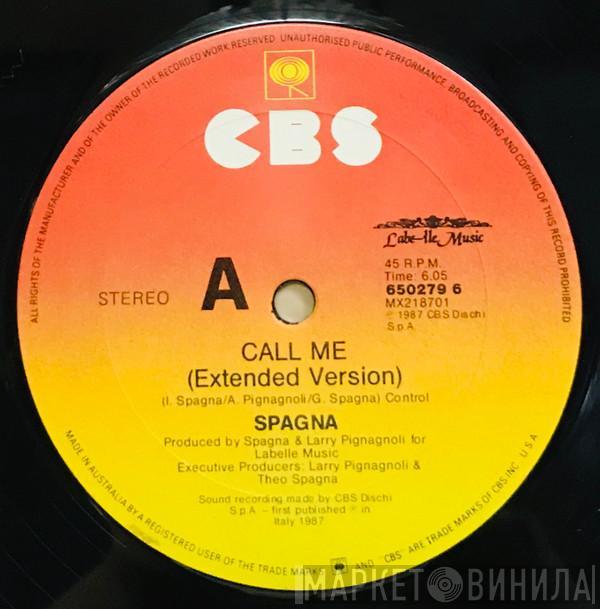 ALL RIGHTS OF THE MANUFACTURER AND OF THE OWNER OF THE RECORDED WORK RESERVED. UNAUTHORISED PUBLIC PERFORMANCE, BROADCASTING AND COPYING OF THIS RECORD PROHIBITED
CBS
Labe-lle Music
45 R.P.M.
Time: 6.05
650279 6
MX218701
℗ 1987 CBS Dischi
S.p.A.
STEREO
A
CALL ME
(Extended Version)
(I. Spagna/A. Pignagnoli/G. Spagna) Control
SPAGNA
Produced by Spagna & Larry Pignagnoli for
Labelle Music
Executive Producers: Larry Pignagnoli &
Theo Spagna
Sound recording made by CBS Dischi
S.p.A. – first published ℗ in
Italy 1987
MADE IN AUSTRALIA BY A REGISTERED USER OF THE TRADE MARKS AND "CBS" ARE TRADE MARKS OF CBS INC. U.S.A.
МАРКЕТ ВИНИЛА